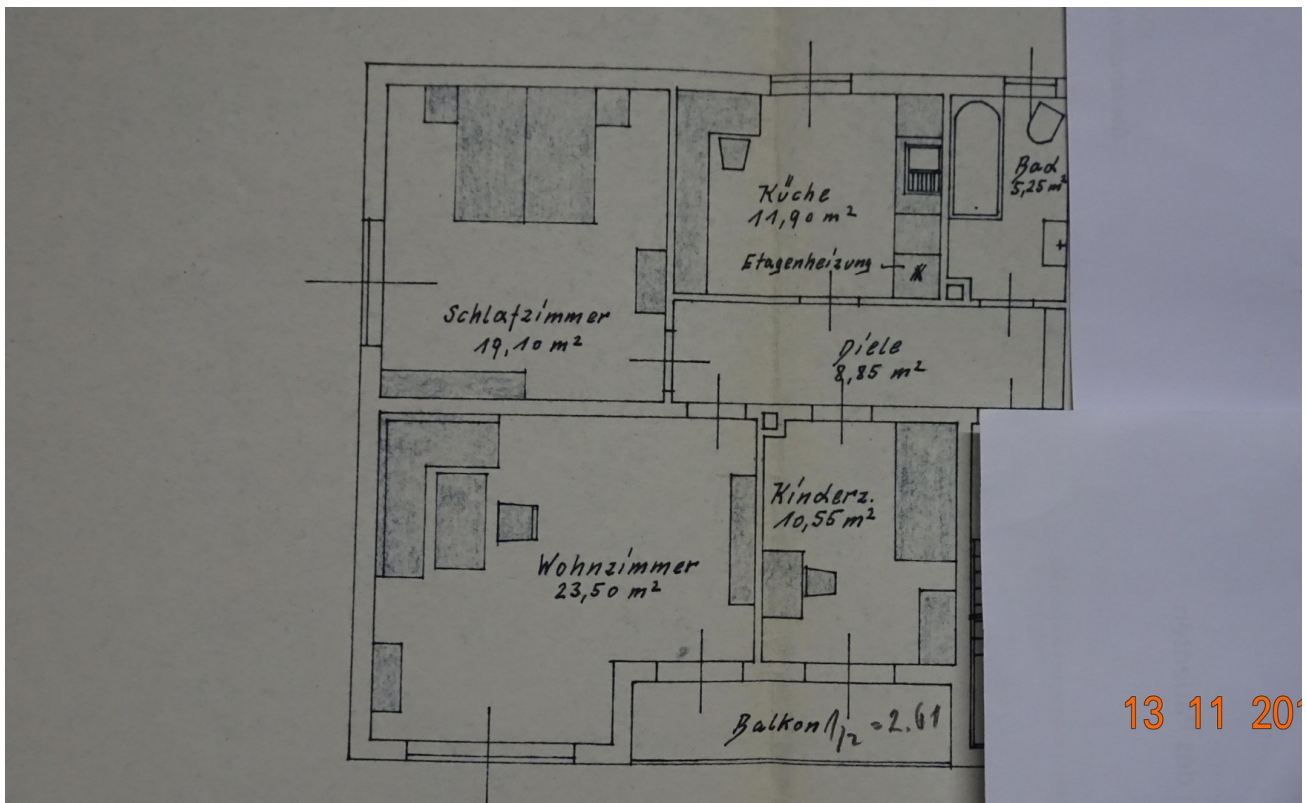 Bad
5,25 m²
Küche
11,90 m²
Etagenheizung
Schlafzimmer
19,10 m²
Diele
8,85 m²
Kinderz.
10,55 m²
Wohnzimmer
23,50 m²
Balkon 1/2 = 2.61
13 11 201